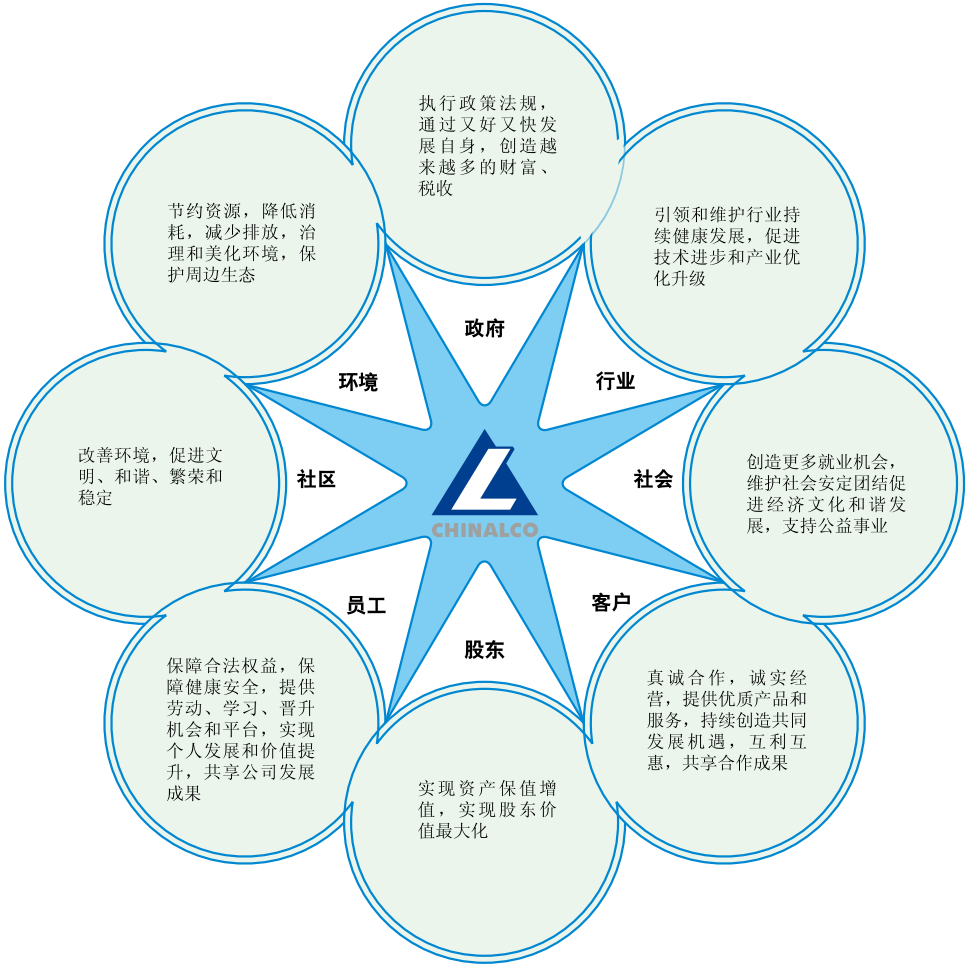 执行政策法规，
通过又好又快发
展自身，创造越
来越多的财富、
税收
节约资源，降低消
耗，减少排放，治
理和美化环境，保
护周边生态
引领和维护行业持
续健康发展，促进
技术进步和产业优
化升级
政府
环境
行业
改善环境，促进文
明、和谐、繁荣和
稳定
社区
社会
创造更多就业机会，
维护社会安定团结促
进经济文化和谐发
展，支持公益事业
CHINALCO
员工
客户
股东
保障合法权益，保
障健康安全，提供
劳动、学习、晋升
机会和平台，实现
个人发展和价值提
升，共享公司发展
成果
真诚合作，诚实经
营，提供优质产品和
服务，持续创造共同
发展机遇，互利互
惠，共享合作成果
实现资产保值增
值，实现股东价
值最大化